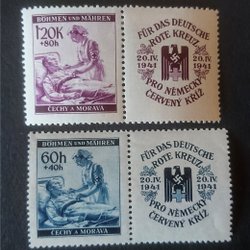 BÖHMEN UND MÄHREN
1.20K
+80h
ČECHY A MORAVA
FÜR DAS DEUTSCHE
ROTE KREUZ
20.IV. 20.IV.
1941 1941
PRO NĚMECKÝ
ČERVENÝ KŘÍŽ
BÖHMEN UND MÄHREN
60h
+40h
ČECHY A MORAVA
FÜR DAS DEUTSCHE
ROTE KREUZ
20.IV. 20.IV.
1941 1941
PRO NĚMECKÝ
ČERVENÝ KŘÍŽ